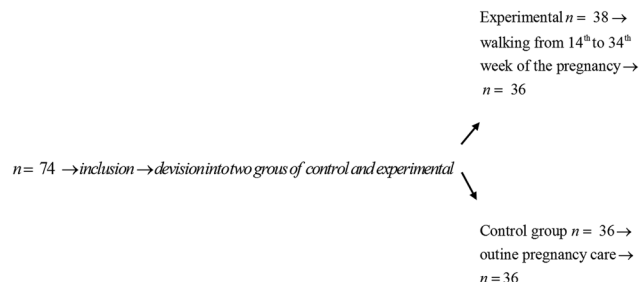 Experimental n = 38 →
walking from 14th to 34th
week of the pregnancy →
n = 36
n = 74 → inclusion → devision into two grous of control and experimental
Control group n = 36 →
outine pregnancy care →
n = 36